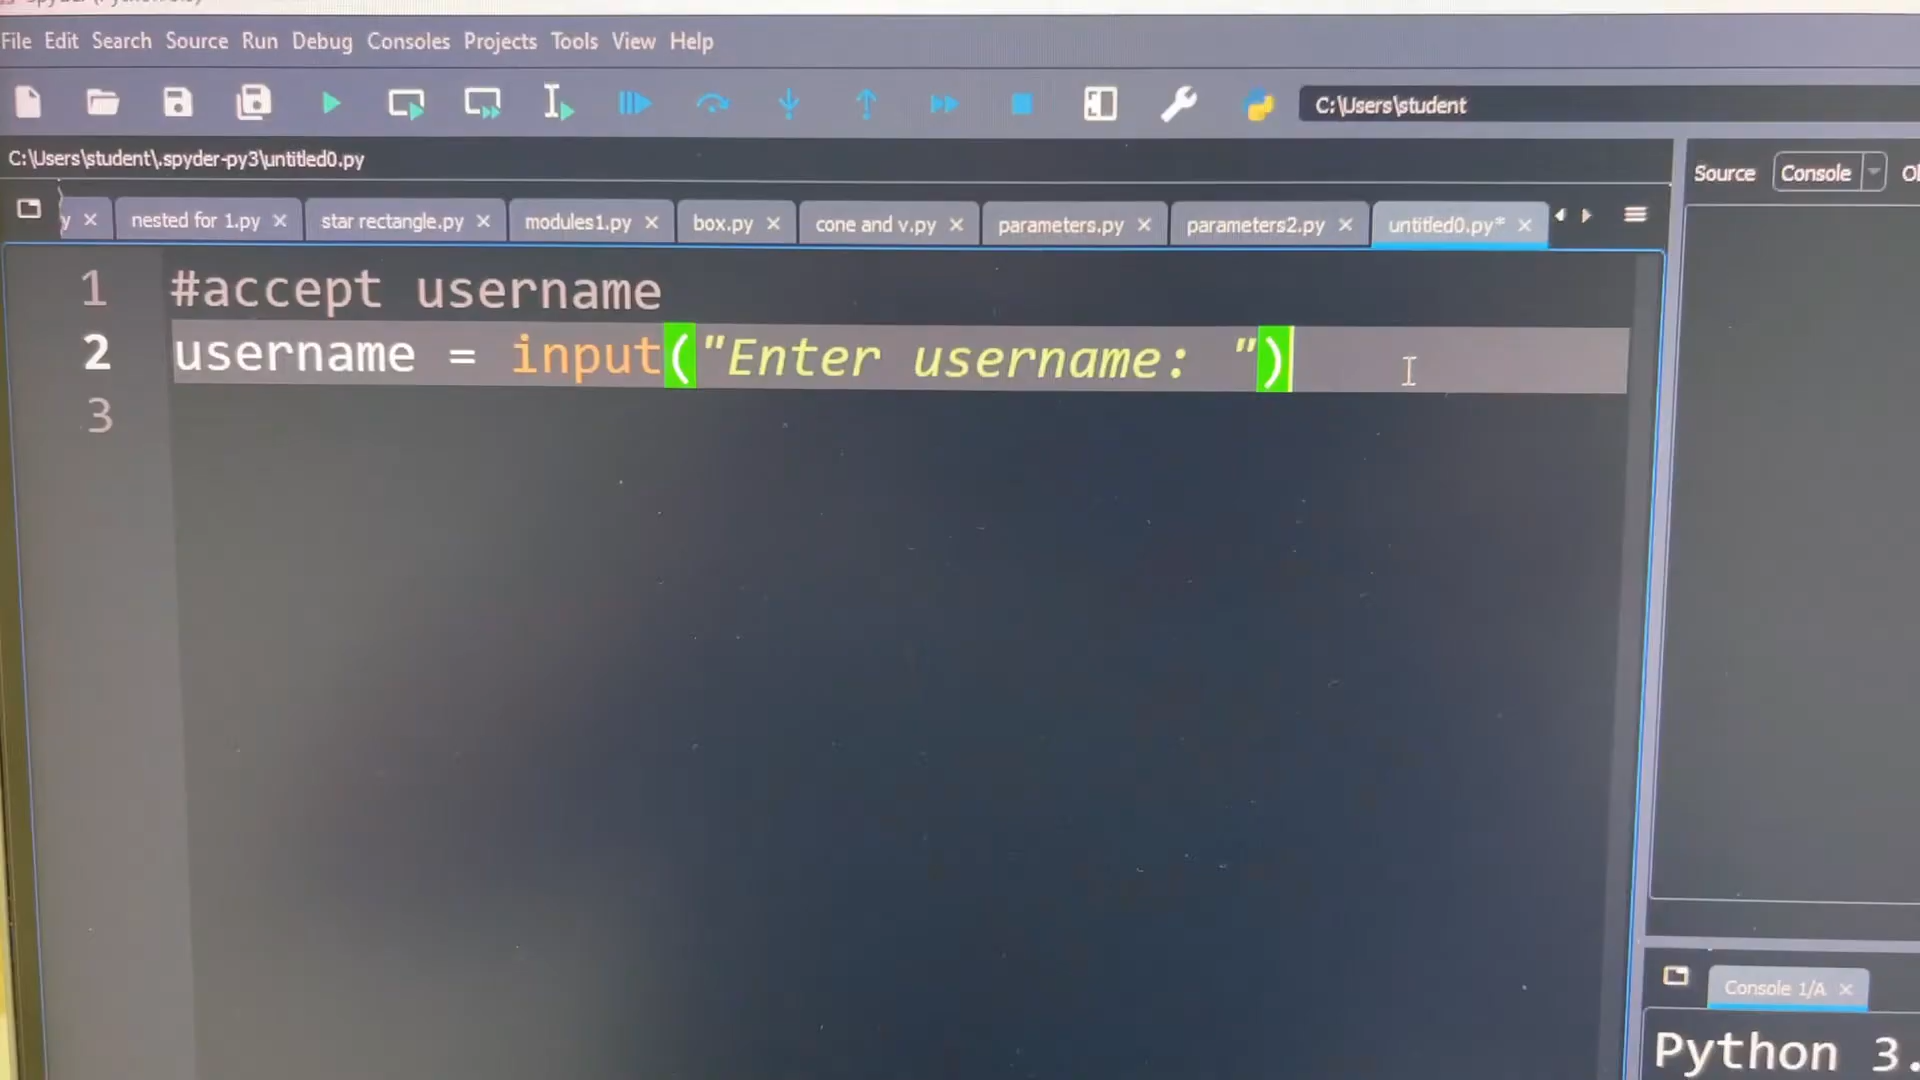 File Edit Search Source Run Debug Consoles Projects Tools View Help
C:\Users\student
C:\Users\student\.spyder-py3\untitled0.py
Source Console
y nested for 1.py star rectangle.py modules1.py box.py cone and v.py parameters.py parameters2.py untitled0.py*
1 #accept username
2 username = input("Enter username: ")
3
Console 1/A
Python 3.